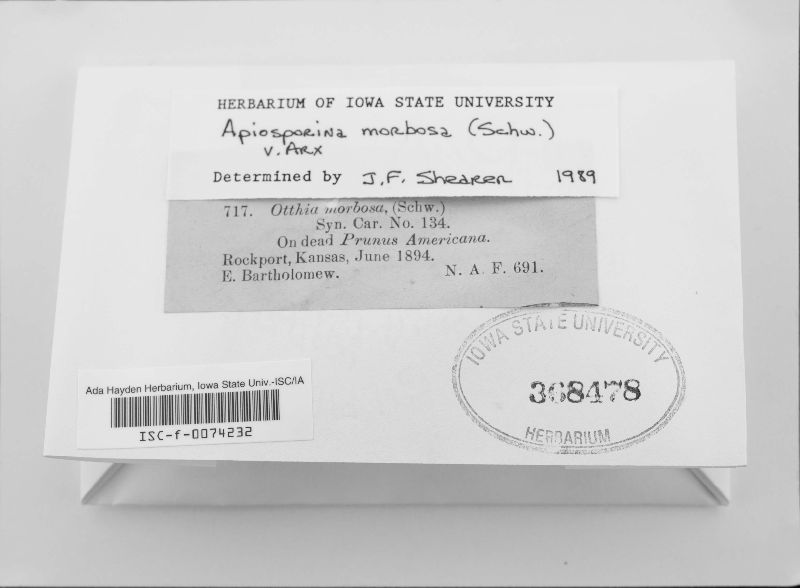 HERBARIUM OF IOWA STATE UNIVERSITY
Apiosporina morbosa (Schw.)
v. Arx
Determined by J.F. Shearer 1989
717. Otthia morbosa, (Schw.)
Syn. Car. No. 134.
On dead Prunus Americana.
Rockport, Kansas, June 1894.
E. Bartholomew. N. A. F. 691.
IOWA STATE UNIVERSITY
368478
HERBARIUM
Ada Hayden Herbarium, Iowa State Univ.-ISC/IA
ISC-f-0074232